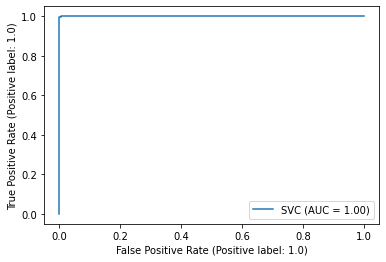 True Positive Rate (Positive label: 1.0)
1.0
0.8
0.6
0.4
0.2
0.0
SVC (AUC = 1.00)
0.0 0.2 0.4 0.6 0.8 1.0
False Positive Rate (Positive label: 1.0)